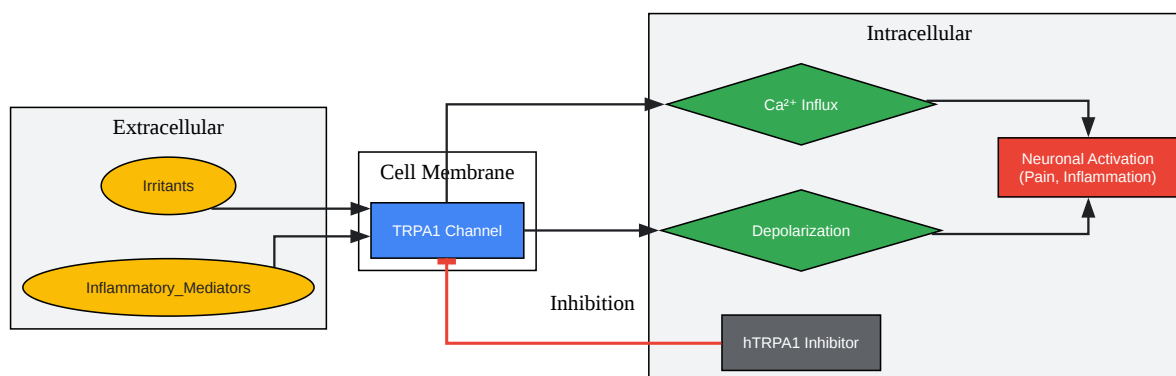 Extracellular
Irritants
Inflammatory_Mediators
Cell Membrane
TRPA1 Channel
Inhibition
Intracellular
Ca²⁺ Influx
Depolarization
hTRPA1 Inhibitor
Neuronal Activation
(Pain, Inflammation)